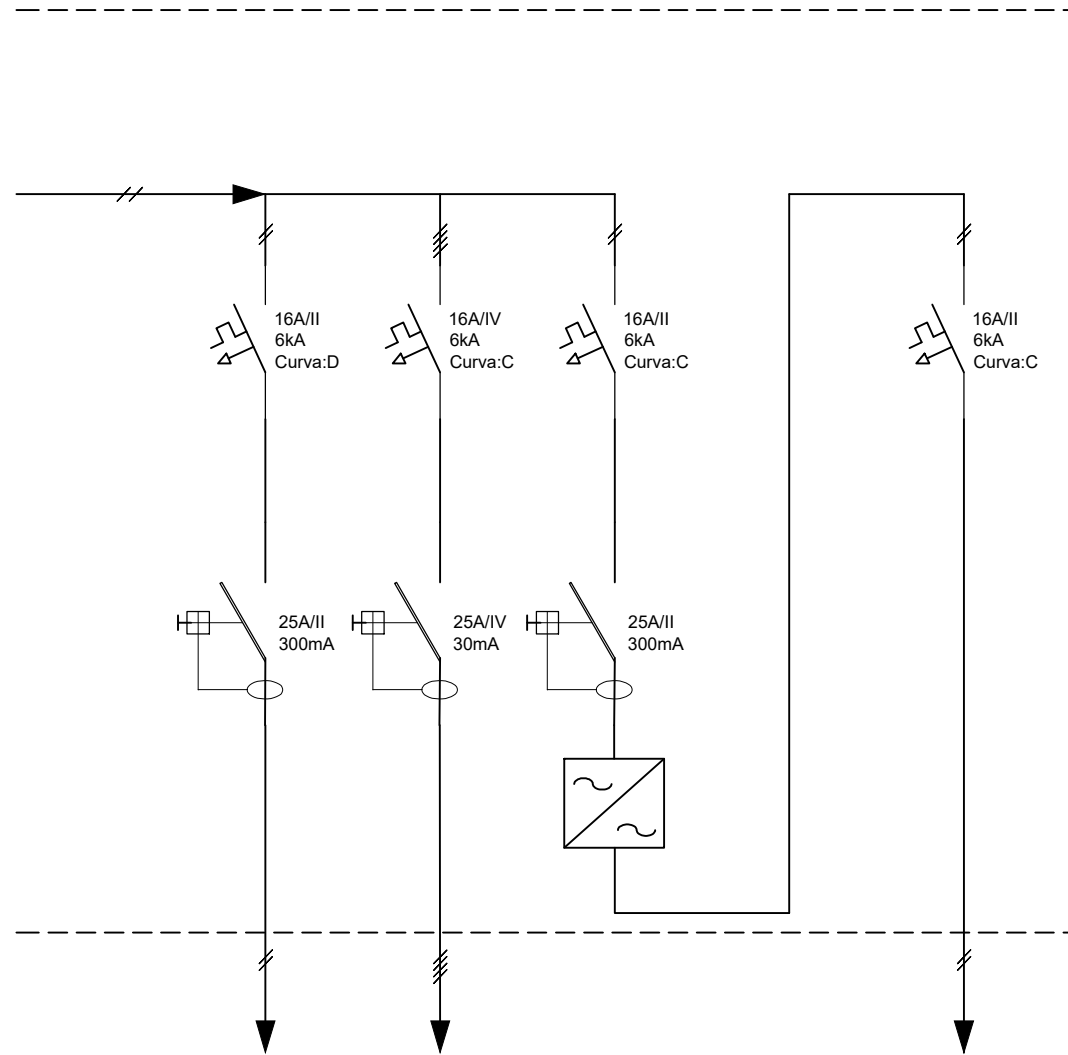 16A/II
6kA
Curva:D
16A/IV
6kA
Curva:C
16A/II
6kA
Curva:C
16A/II
6kA
Curva:C
25A/II
300mA
25A/IV
30mA
25A/II
300mA